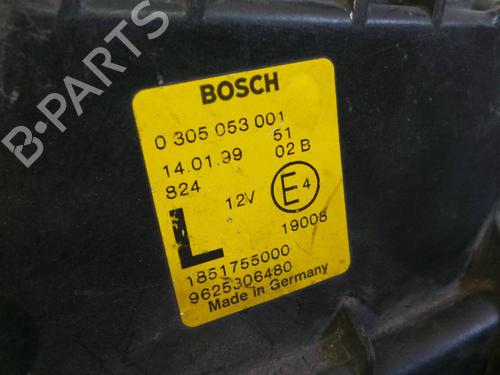 B-PARTS
BOSCH
0 305 053 001
14.01.99 51
824 02 B
12V E4
L 19008
1851755000
9625306480
Made in Germany